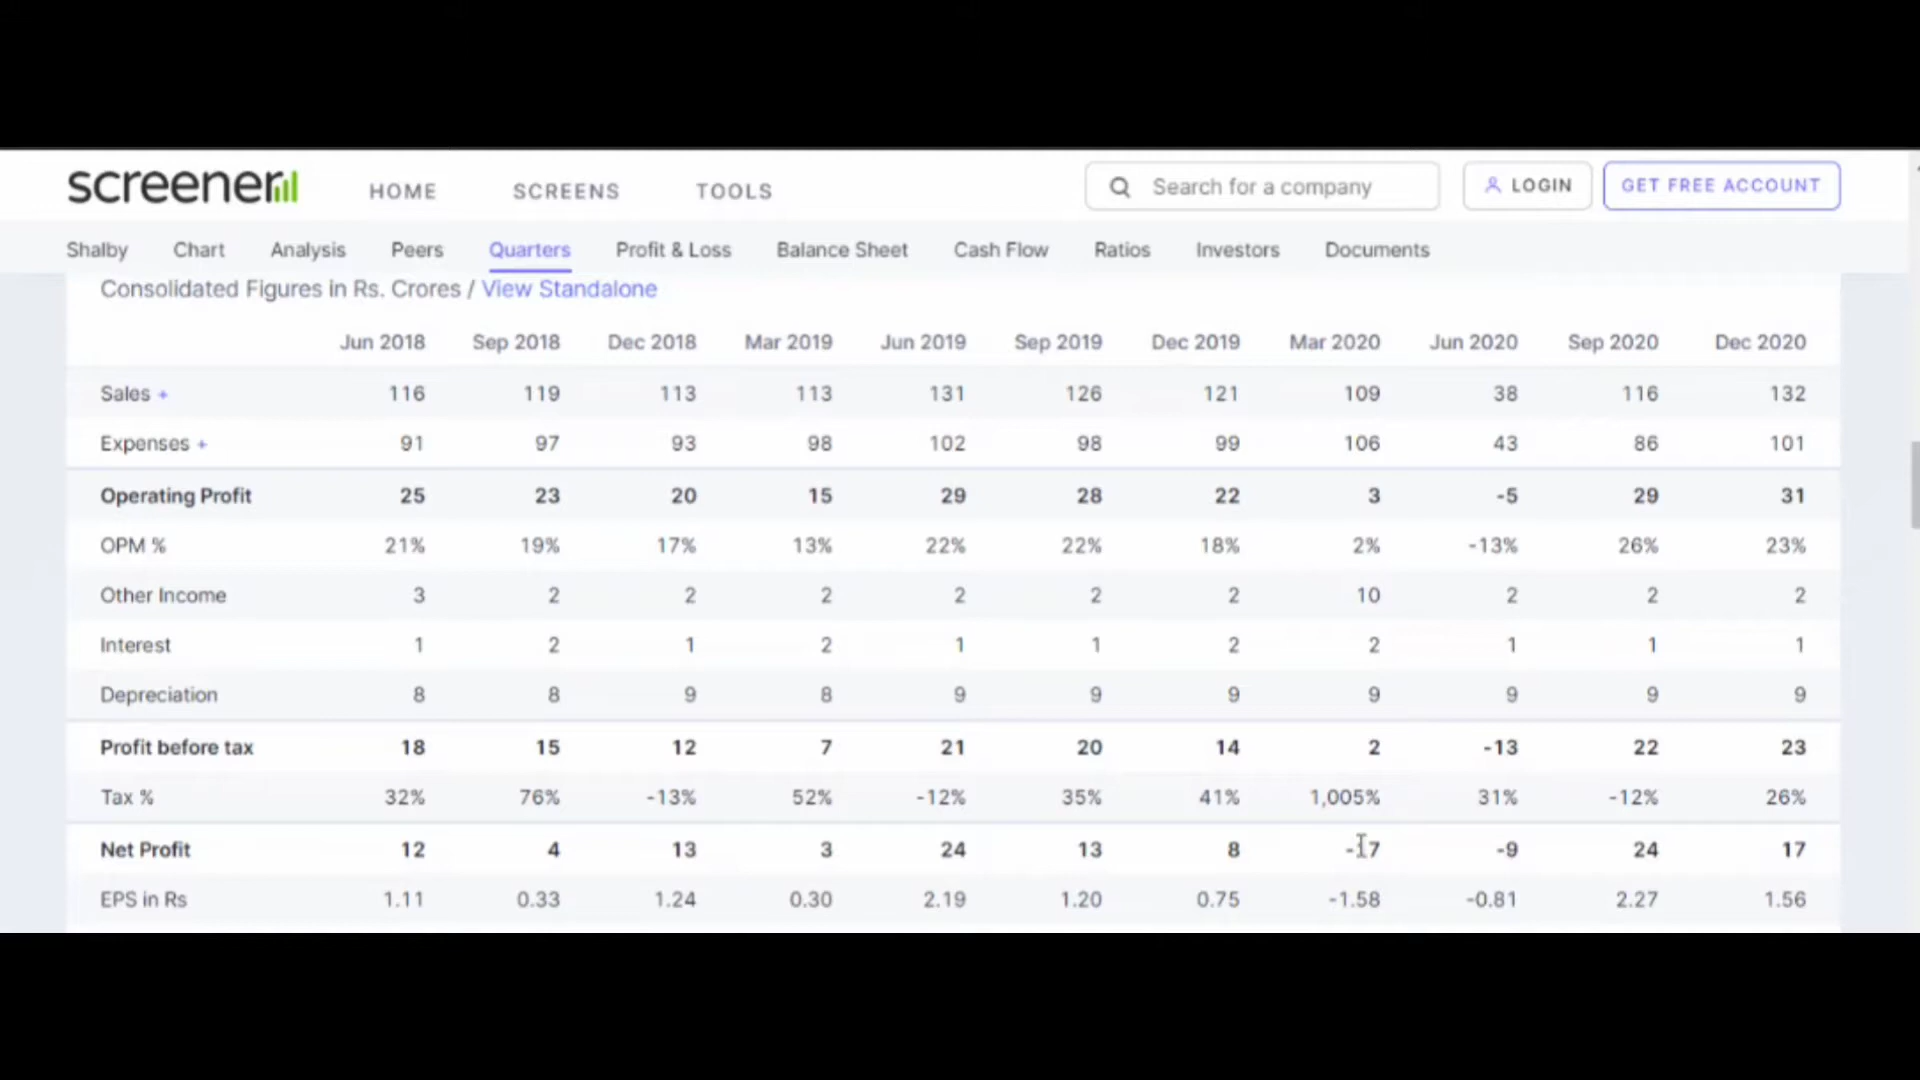 screener HOME SCREENS TOOLS Search for a company LOGIN GET FREE ACCOUNT
Shalby Chart Analysis Peers Quarters Profit & Loss Balance Sheet Cash Flow Ratios Investors Documents
Consolidated Figures in Rs. Crores / View Standalone
Jun 2018 Sep 2018 Dec 2018 Mar 2019 Jun 2019 Sep 2019 Dec 2019 Mar 2020 Jun 2020 Sep 2020 Dec 2020
Sales + 116 119 113 113 131 126 121 109 38 116 132
Expenses + 91 97 93 98 102 98 99 106 43 86 101
Operating Profit 25 23 20 15 29 28 22 3 -5 29 31
OPM % 21% 19% 17% 13% 22% 22% 18% 2% -13% 26% 23%
Other Income 3 2 2 2 2 2 2 10 2 2 2
Interest 1 2 1 2 1 1 2 2 1 1 1
Depreciation 8 8 9 8 9 9 9 9 9 9 9
Profit before tax 18 15 12 7 21 20 14 2 -13 22 23
Tax % 32% 76% -13% 52% -12% 35% 41% 1,005% 31% -12% 26%
Net Profit 12 4 13 3 24 13 8 -17 -9 24 17
EPS in Rs 1.11 0.33 1.24 0.30 2.19 1.20 0.75 -1.58 -0.81 2.27 1.56